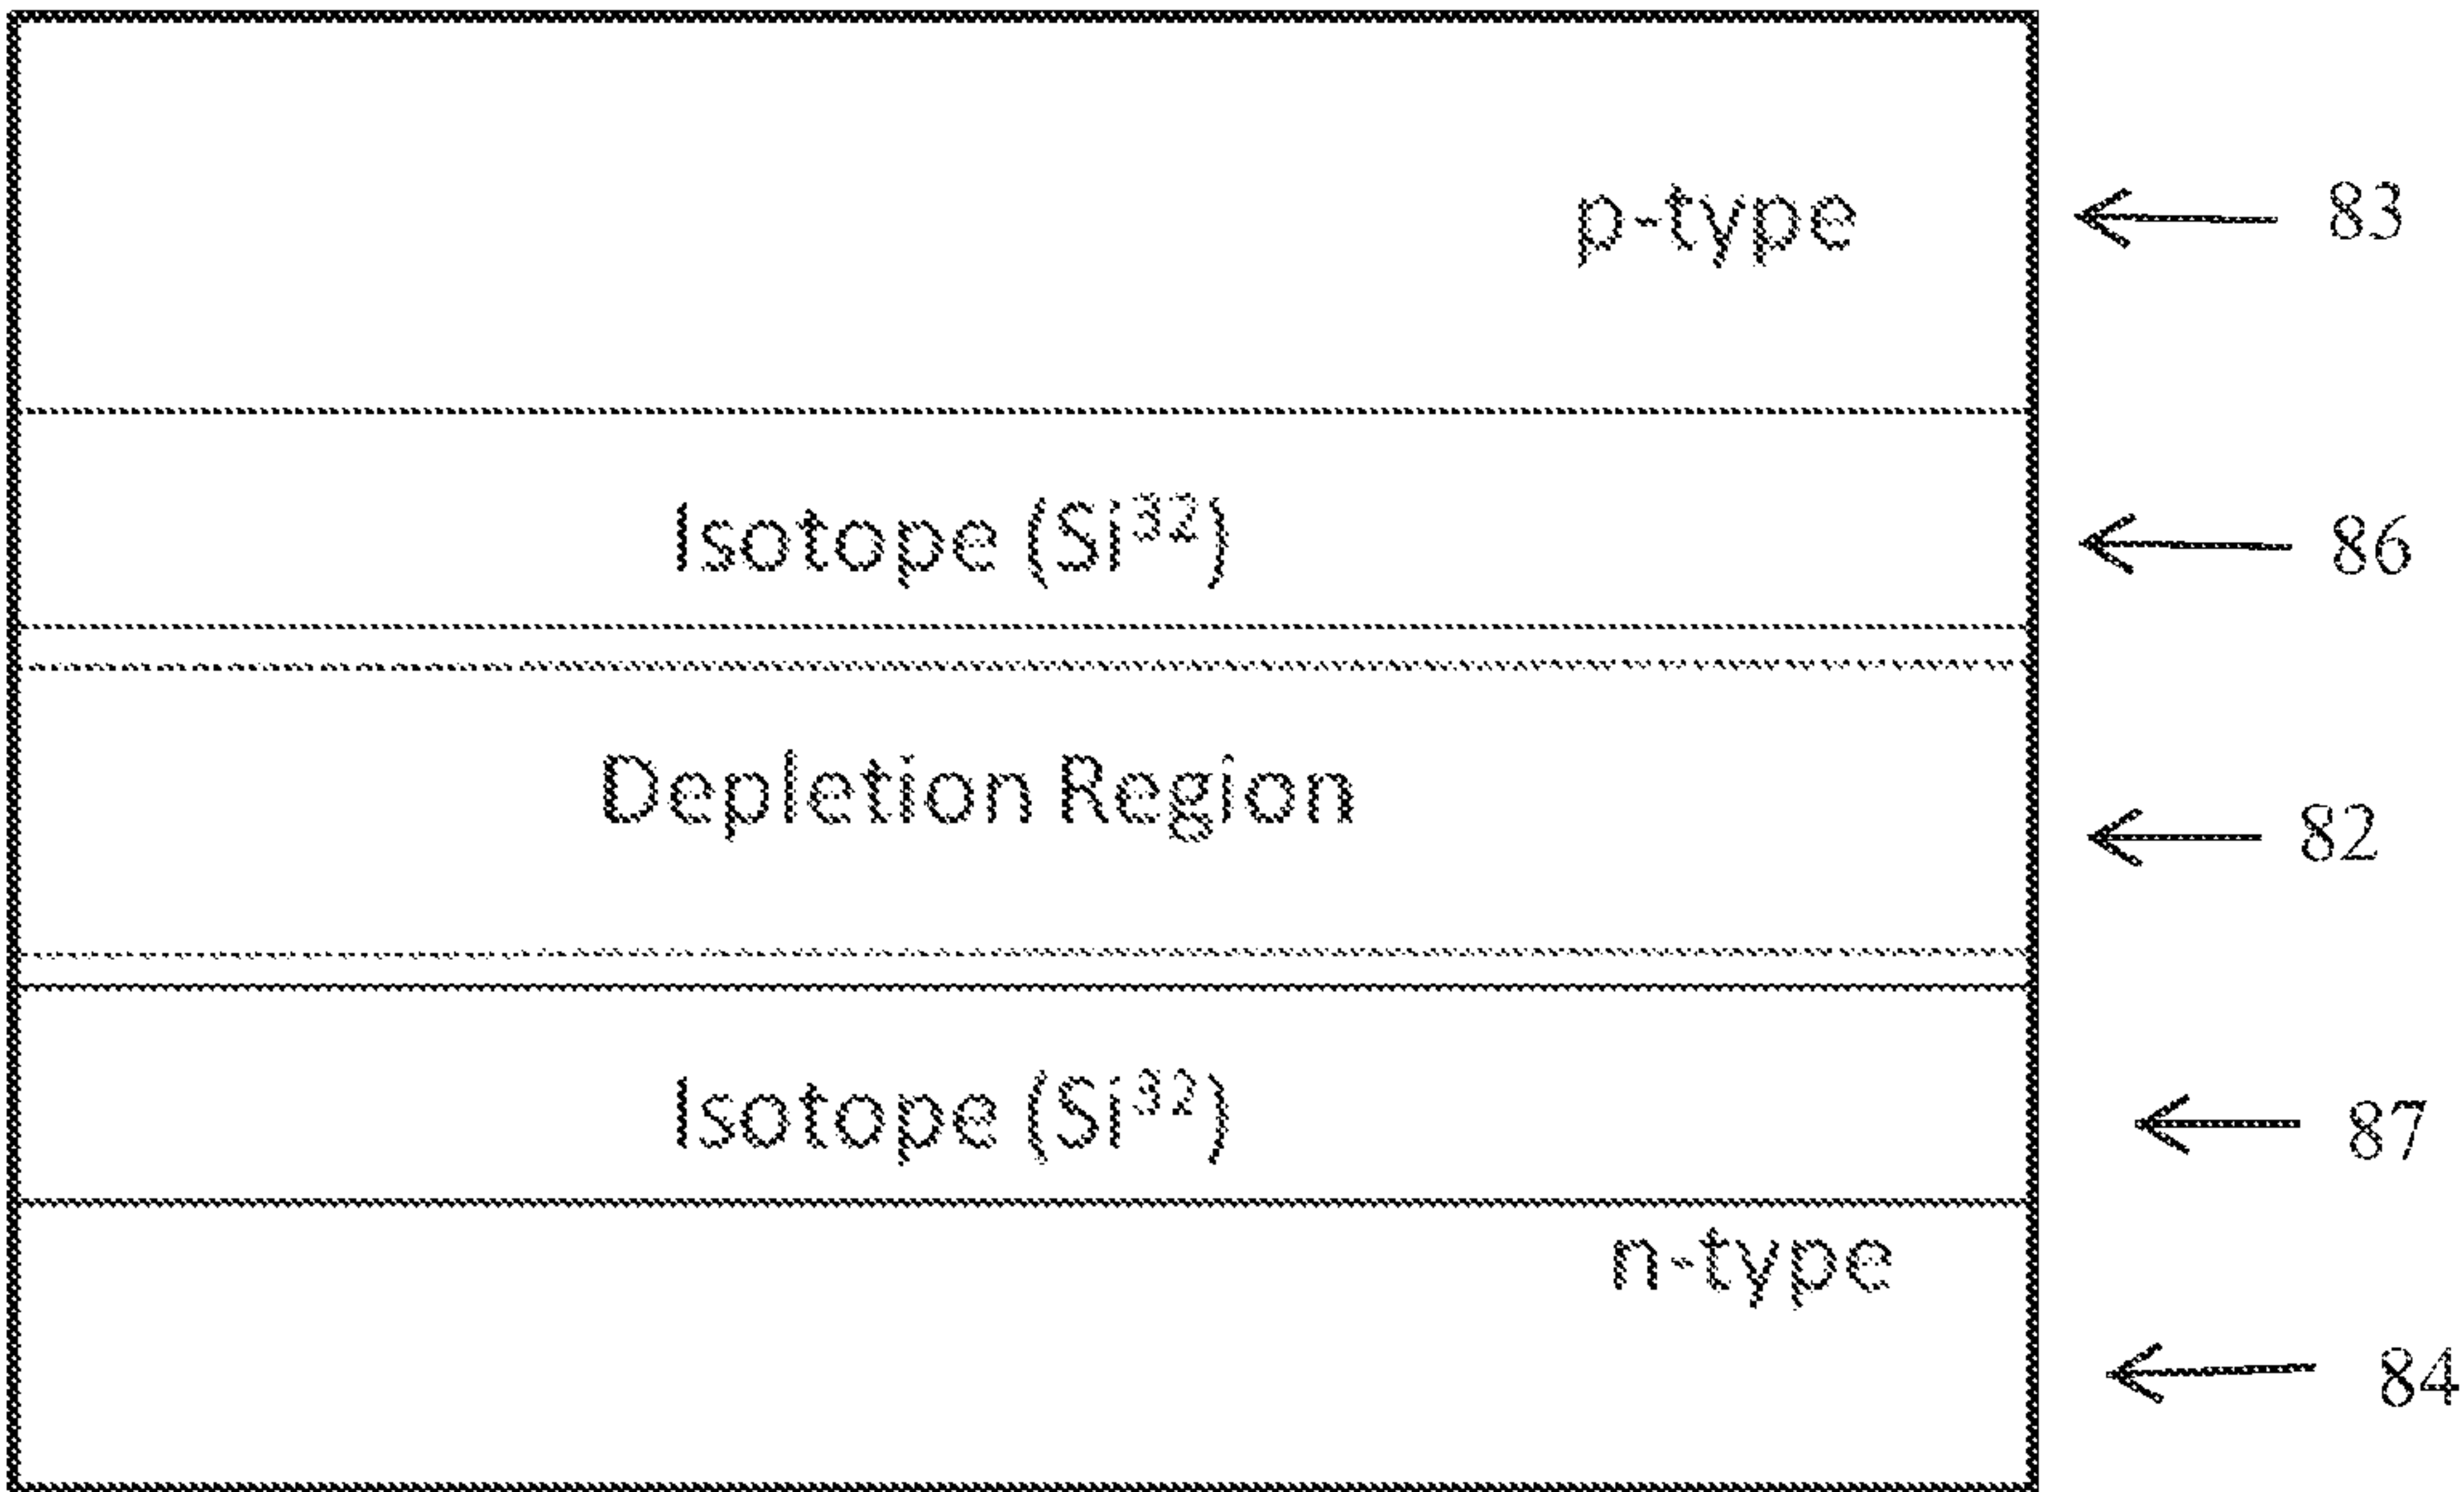 p-type 83
Isotope (Si³²) 86
Depletion Region 82
Isotope (Si³²) 87
n-type
84